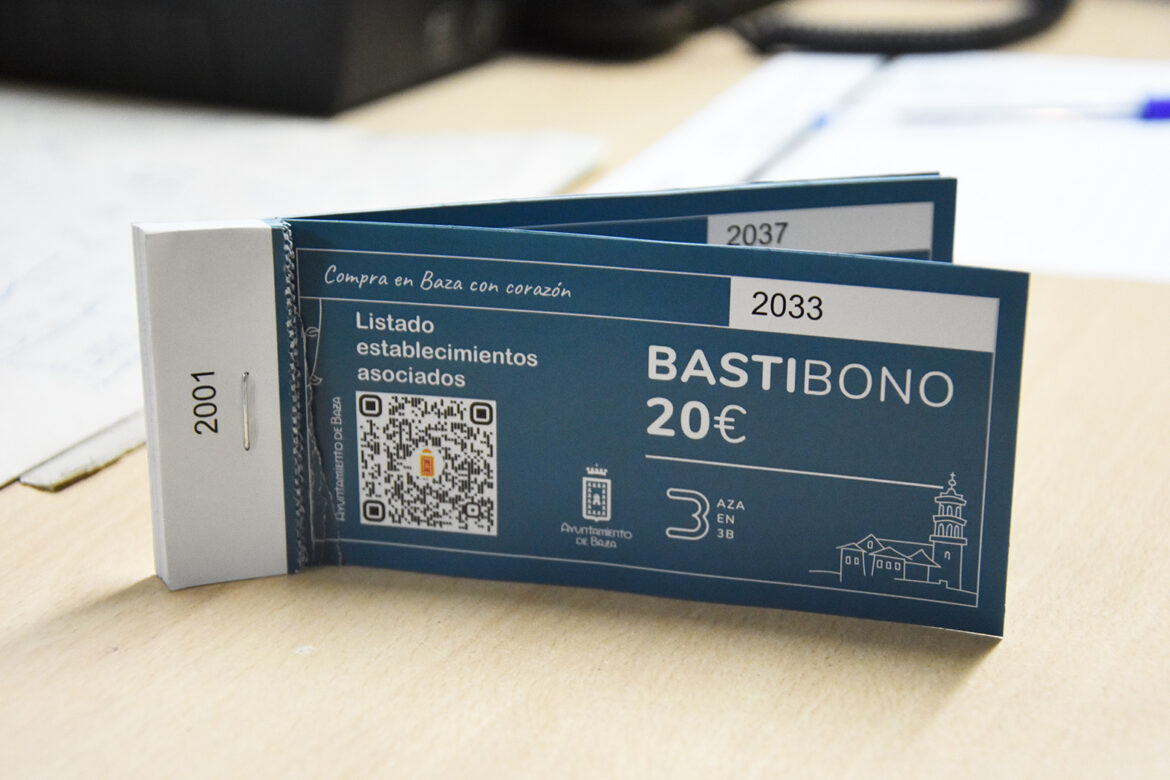 2037
2001
Compra en Baza con corazón
2033
Listado
establecimientos
asociados
BASTIBONO
20€
AYUNTAMIENTO DE BAZA
AYUNTAMIENTO
DE BAZA
AZA
EN
3B